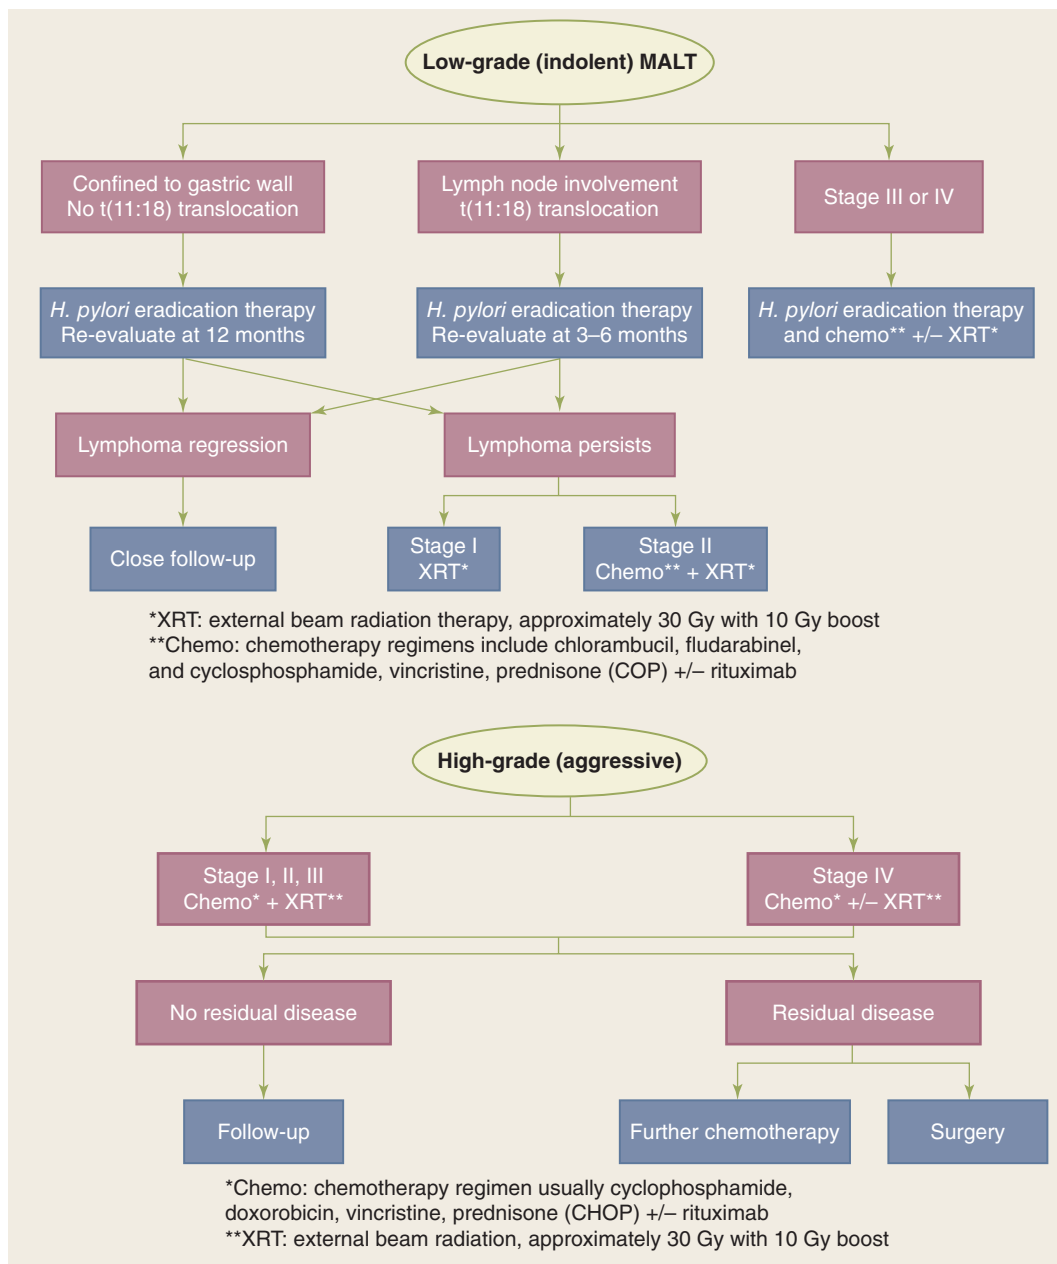 Low-grade (indolent) MALT
Confined to gastric wall
No t(11:18) translocation
Lymph node involvement
t(11:18) translocation
Stage III or IV
H. pylori eradication therapy
Re-evaluate at 12 months
H. pylori eradication therapy
Re-evaluate at 3–6 months
H. pylori eradication therapy
and chemo** +/– XRT*
Lymphoma regression
Lymphoma persists
Close follow-up
Stage I
XRT*
Stage II
Chemo** + XRT*
*XRT: external beam radiation therapy, approximately 30 Gy with 10 Gy boost
**Chemo: chemotherapy regimens include chlorambucil, fludarabinel,
and cyclosphosphamide, vincristine, prednisone (COP) +/– rituximab
High-grade (aggressive)
Stage I, II, III
Chemo* + XRT**
Stage IV
Chemo* +/– XRT**
No residual disease
Residual disease
Follow-up
Further chemotherapy
Surgery
*Chemo: chemotherapy regimen usually cyclophosphamide,
doxorobicin, vincristine, prednisone (CHOP) +/– rituximab
**XRT: external beam radiation, approximately 30 Gy with 10 Gy boost